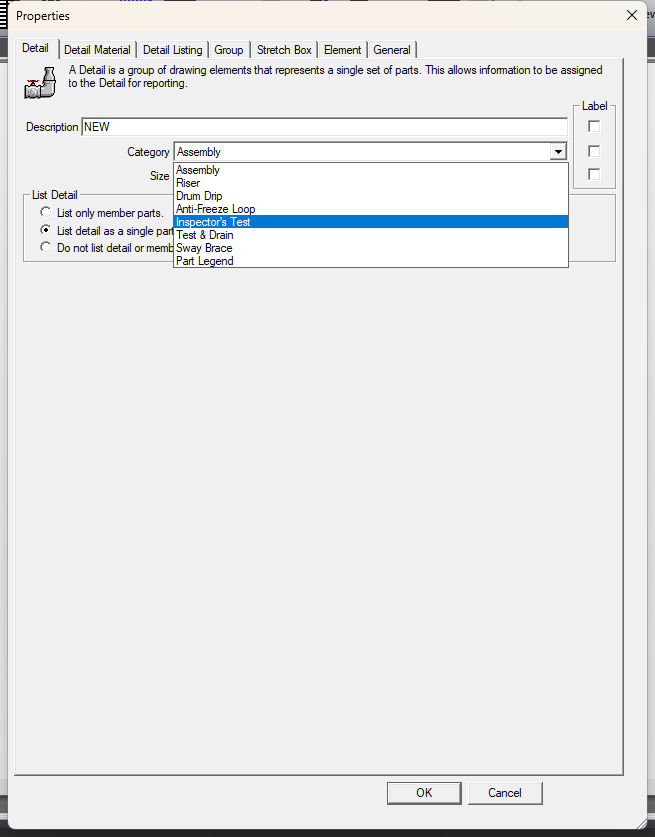 Properties
Detail
Detail Material
Detail Listing
Group
Stretch Box
Element
General
A Detail is a group of drawing elements that represents a single set of parts. This allows information to be assigned
to the Detail for reporting.
Label
Description NEW
Category Assembly
Size
Assembly
Riser
Drum Drip
Anti-Freeze Loop
Inspector's Test
Test & Drain
Sway Brace
Part Legend
List Detail
List only member parts.
List detail as a single part
Do not list detail or memb
OK
Cancel